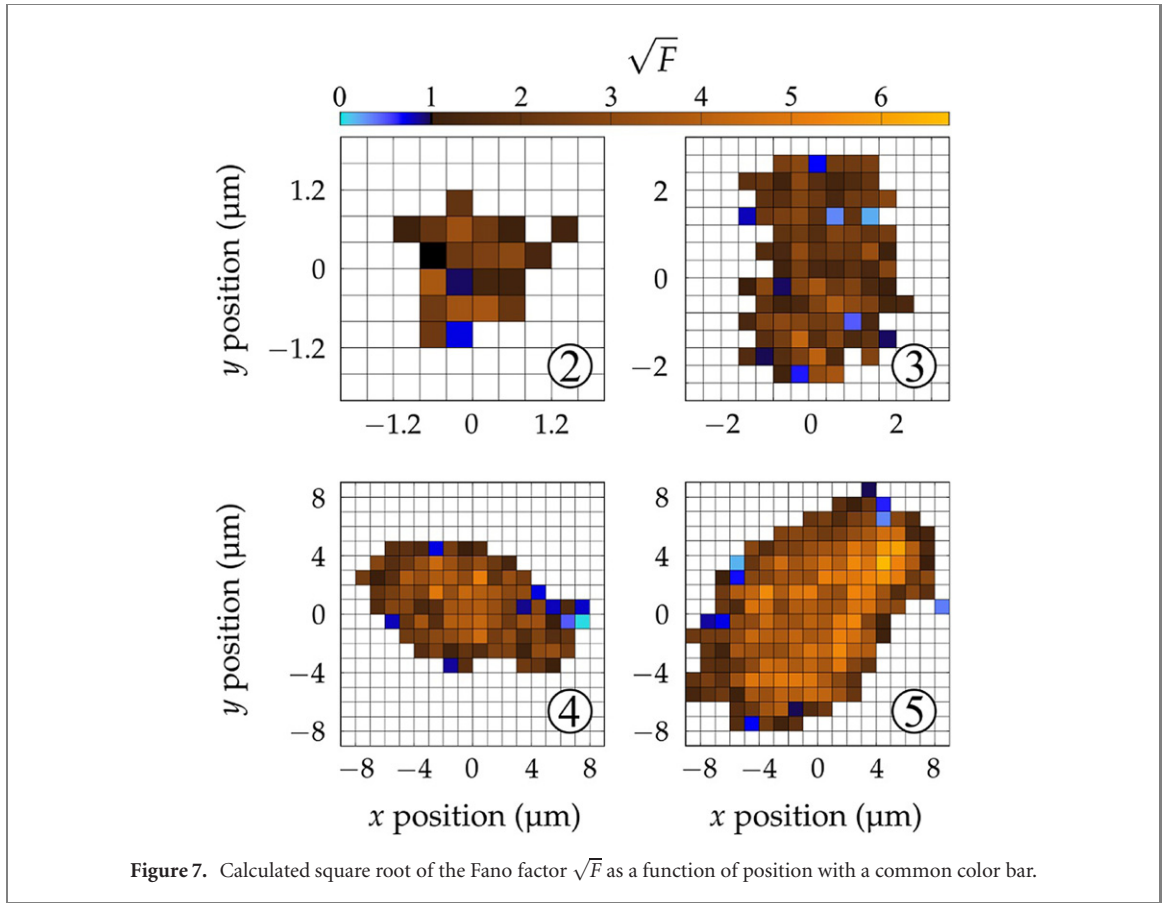 √F
0 1 2 3 4 5 6
y position (μm)
1.2
0
−1.2
②
−1.2 0 1.2
2
0
−2
③
−2 0 2
y position (μm)
8
4
0
−4
−8
④
−8 −4 0 4 8
x position (μm)
8
4
0
−4
−8
⑤
−8 −4 0 4 8
x position (μm)
Figure 7. Calculated square root of the Fano factor √F as a function of position with a common color bar.